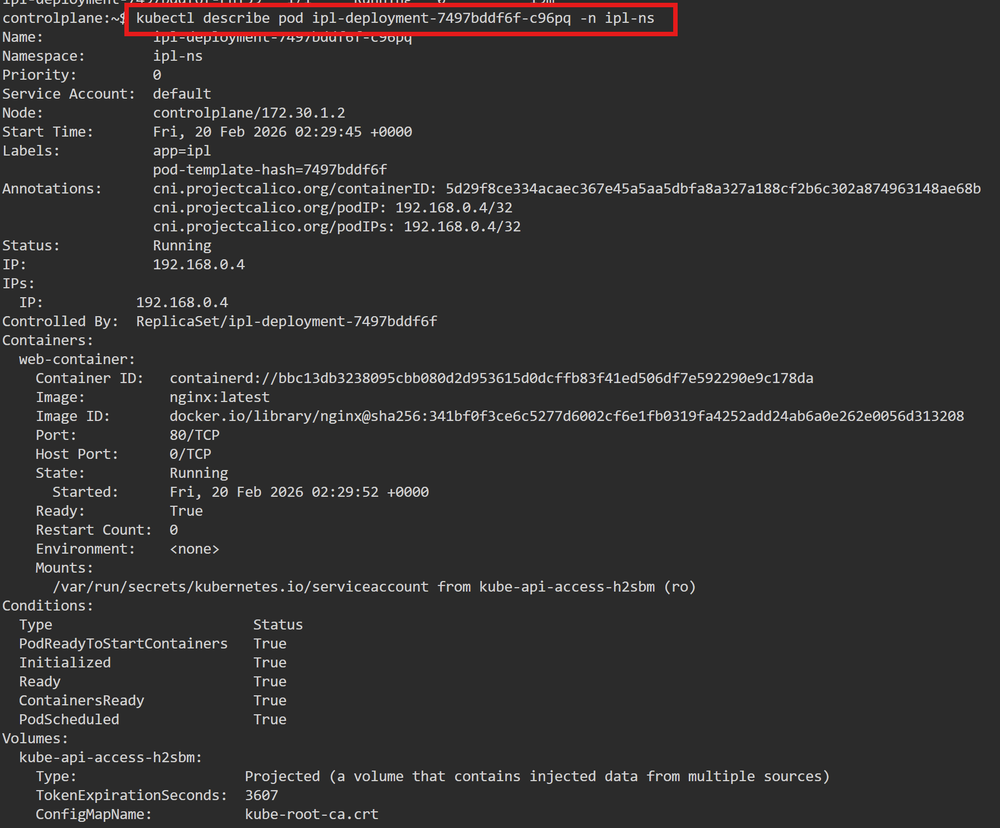 controlplane:~$ kubectl describe pod ipl-deployment-7497bddf6f-c96pq -n ipl-ns
Name:             ipl-deployment-7497bddf6f-c96pq
Namespace:        ipl-ns
Priority:         0
Service Account:  default
Node:             controlplane/172.30.1.2
Start Time:       Fri, 20 Feb 2026 02:29:45 +0000
Labels:           app=ipl
                  pod-template-hash=7497bddf6f
Annotations:      cni.projectcalico.org/containerID: 5d29f8ce334acaec367e45a5aa5dbfa8a327a188cf2b6c302a874963148ae68b
                  cni.projectcalico.org/podIP: 192.168.0.4/32
                  cni.projectcalico.org/podIPs: 192.168.0.4/32
Status:           Running
IP:               192.168.0.4
IPs:
  IP:           192.168.0.4
Controlled By:  ReplicaSet/ipl-deployment-7497bddf6f
Containers:
  web-container:
    Container ID:   containerd://bbc13db3238095cbb080d2d953615d0dcffb83f41ed506df7e592290e9c178da
    Image:          nginx:latest
    Image ID:       docker.io/library/nginx@sha256:341bf0f3ce6c5277d6002cf6e1fb0319fa4252add24ab6a0e262e0056d313208
    Port:           80/TCP
    Host Port:      0/TCP
    State:          Running
      Started:      Fri, 20 Feb 2026 02:29:52 +0000
    Ready:          True
    Restart Count:  0
    Environment:    <none>
    Mounts:
      /var/run/secrets/kubernetes.io/serviceaccount from kube-api-access-h2sbm (ro)
Conditions:
  Type                        Status
  PodReadyToStartContainers   True
  Initialized                 True
  Ready                       True
  ContainersReady             True
  PodScheduled                True
Volumes:
  kube-api-access-h2sbm:
    Type:                    Projected (a volume that contains injected data from multiple sources)
    TokenExpirationSeconds:  3607
    ConfigMapName:           kube-root-ca.crt